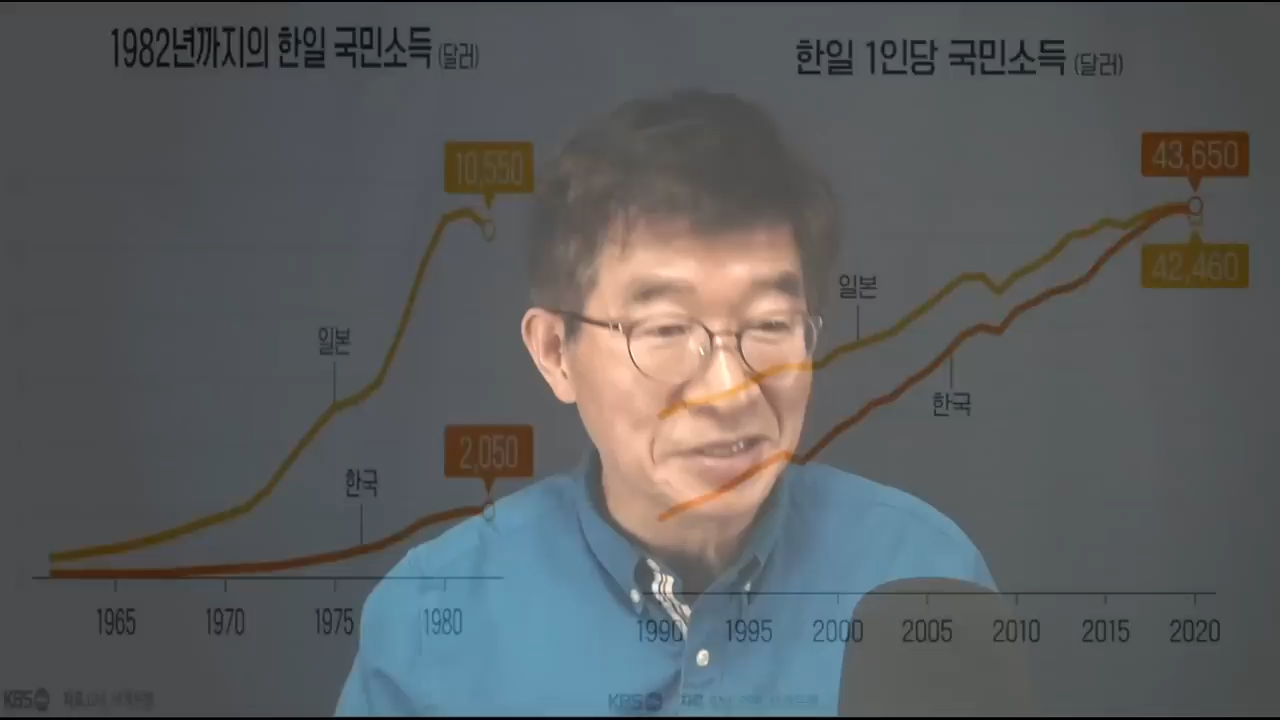 1982년까지의 한일 국민소득 (달러)
10,550
일본
2,050
한국
1965 1970 1975 1980
KBS
한일 1인당 국민소득 (달러)
43,650
42,460
일본
한국
1990 1995 2000 2005 2010 2015 2020
KBS